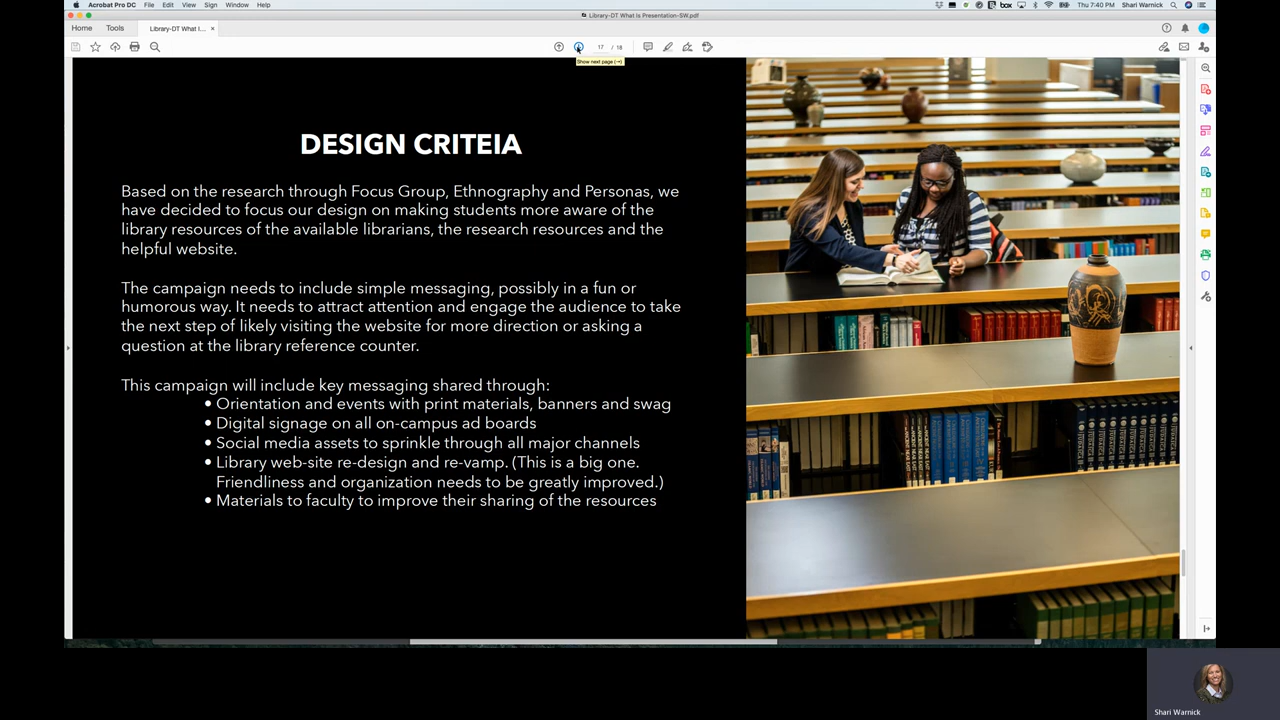 Acrobat Pro DC File Edit View Sign Window Help
box Thu 7:40 PM Shari Warnick
Library-DT What is Presentation-SW.pdf
Home Tools Library-DT What I... ×
17 / 18
Show next page (→)
DESIGN CRITEIA
Based on the research through Focus Group, Ethnography and Personas, we
have decided to focus our design on making students more aware of the
library resources of the available librarians, the research resources and the
helpful website.
The campaign needs to include simple messaging, possibly in a fun or
humorous way. It needs to attract attention and engage the audience to take
the next step of likely visiting the website for more direction or asking a
question at the library reference counter.
This campaign will include key messaging shared through:
• Orientation and events with print materials, banners and swag
• Digital signage on all on-campus ad boards
• Social media assets to sprinkle through all major channels
• Library web-site re-design and re-vamp. (This is a big one.
Friendliness and organization needs to be greatly improved.)
• Materials to faculty to improve their sharing of the resources
Shari Warnick